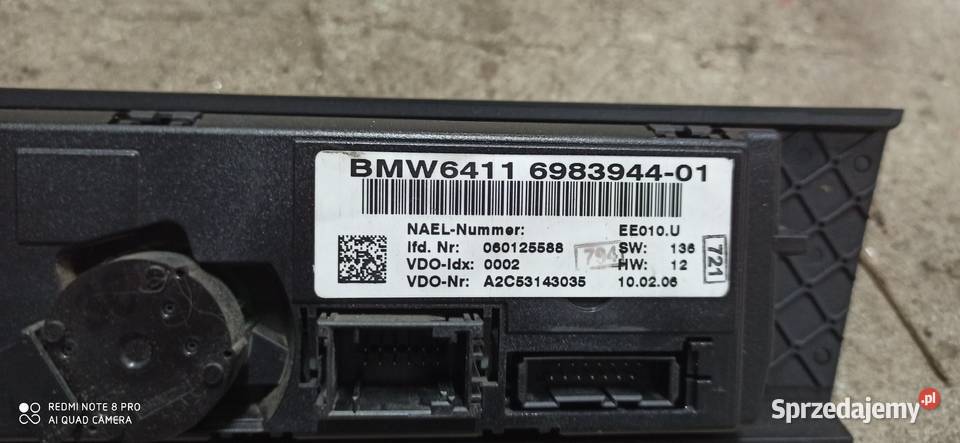 BMW6411 6983944-01
NAEL-Nummer: EE010.U
lfd. Nr: 060125588 794 SW: 136
VDO-Idx: 0002 HW: 12
VDO-Nr: A2C53143035 10.02.06
721
REDMI NOTE 8 PRO
AI QUAD CAMERA
Sprzedajemy.pl